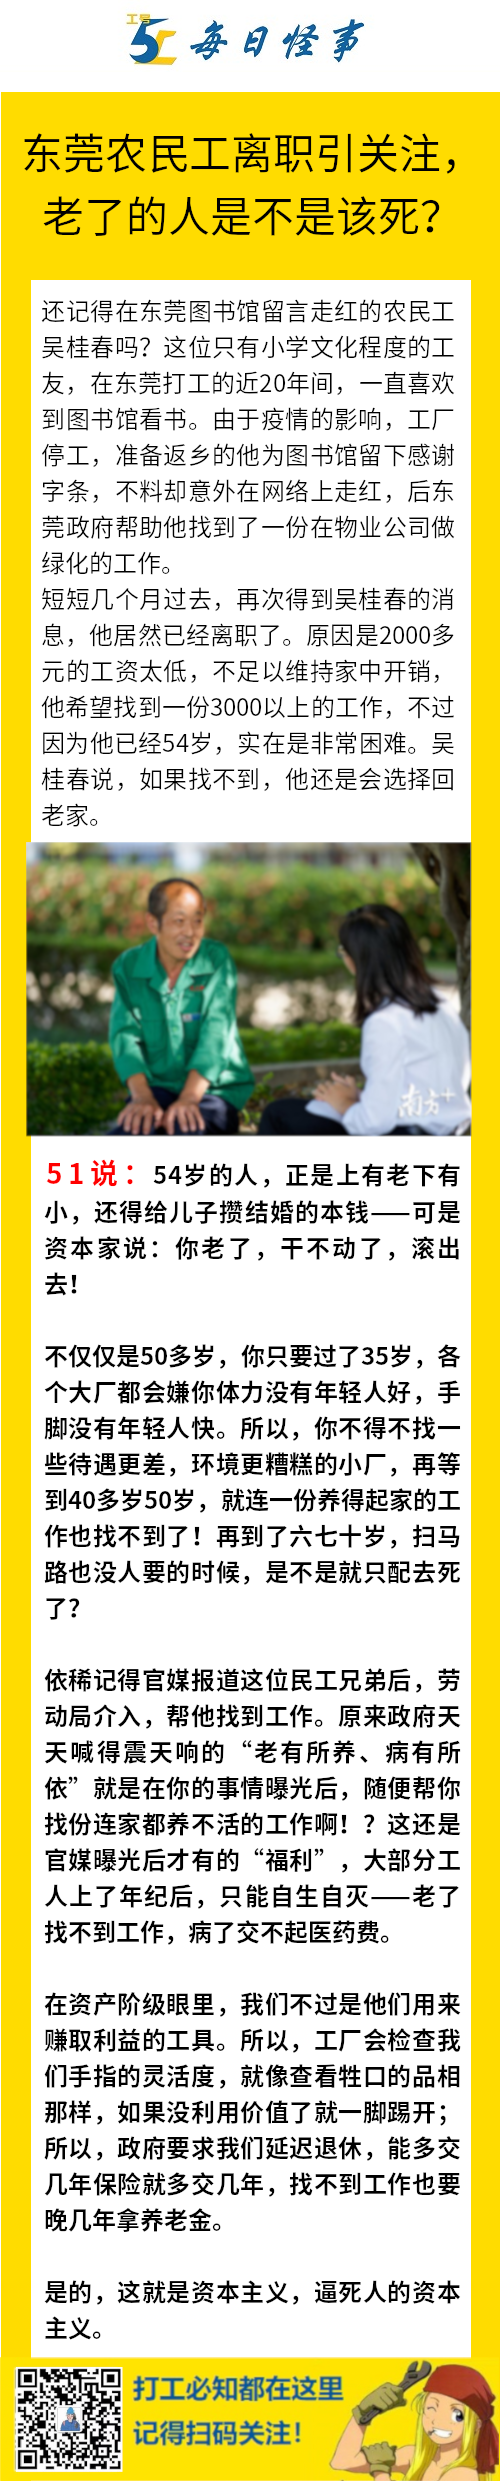 工号
51
每日怪事
东莞农民工离职引关注，
老了的人是不是该死？
还记得在东莞图书馆留言走红的农民工
吴桂春吗？这位只有小学文化程度的工
友，在东莞打工的近20年间，一直喜欢
到图书馆看书。由于疫情的影响，工厂
停工，准备返乡的他为图书馆留下感谢
字条，不料却意外在网络上走红，后东
莞政府帮助他找到了一份在物业公司做
绿化的工作。
短短几个月过去，再次得到吴桂春的消
息，他居然已经离职了。原因是2000多
元的工资太低，不足以维持家中开销，
他希望找到一份3000以上的工作，不过
因为他已经54岁，实在是非常困难。吴
桂春说，如果找不到，他还是会选择回
老家。
南方+
51说：54岁的人，正是上有老下有
小，还得给儿子攒结婚的本钱——可是
资本家说：你老了，干不动了，滚出
去！
不仅仅是50多岁，你只要过了35岁，各
个大厂都会嫌你体力没有年轻人好，手
脚没有年轻人快。所以，你不得不找一
些待遇更差，环境更糟糕的小厂，再等
到40多岁50岁，就连一份养得起家的工
作也找不到了！再到了六七十岁，扫马
路也没人要的时候，是不是就只配去死
了？
依稀记得官媒报道这位民工兄弟后，劳
动局介入，帮他找到工作。原来政府天
天喊得震天响的“老有所养、病有所
依”就是在你的事情曝光后，随便帮你
找份连家都养不活的工作啊！？这还是
官媒曝光后才有的“福利”，大部分工
人上了年纪后，只能自生自灭——老了
找不到工作，病了交不起医药费。
在资产阶级眼里，我们不过是他们用来
赚取利益的工具。所以，工厂会检查我
们手指的灵活度，就像查看牲口的品相
那样，如果没利用价值了就一脚踢开；
所以，政府要求我们延迟退休，能多交
几年保险就多交几年，找不到工作也要
晚几年拿养老金。
是的，这就是资本主义，逼死人的资本
主义。
打工必知都在这里
记得扫码关注！